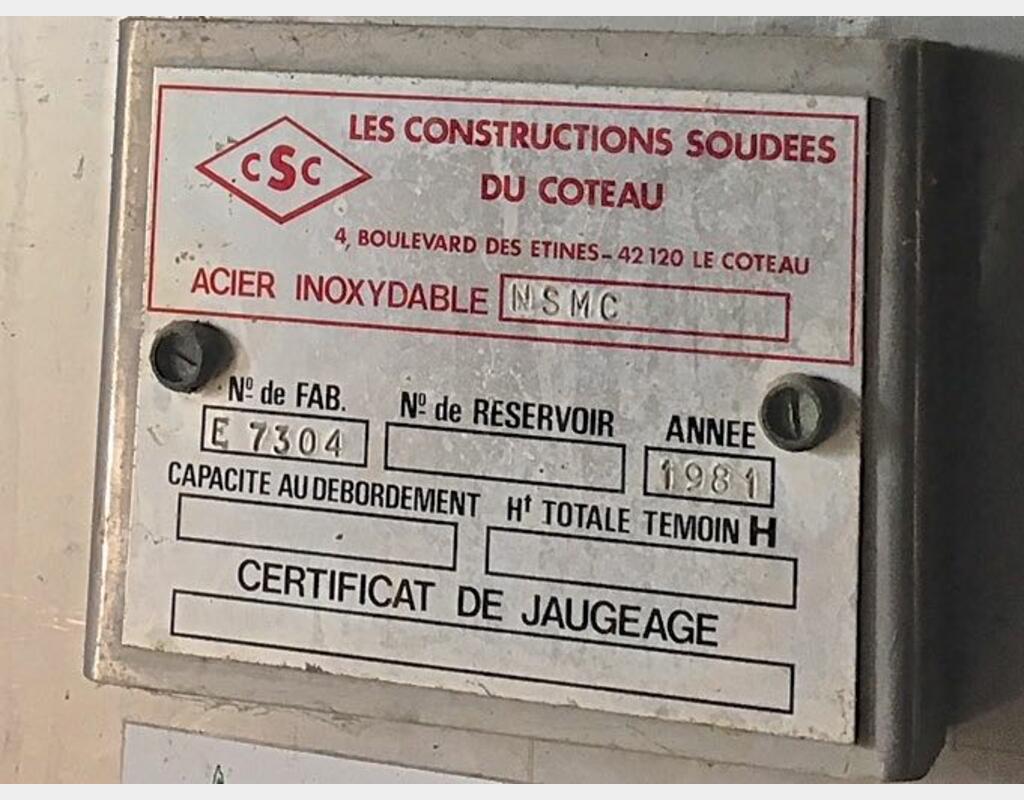 CSC
LES CONSTRUCTIONS SOUDEES
DU COTEAU
4, BOULEVARD DES ETINES - 42120 LE COTEAU
ACIER INOXYDABLE NSMC
Nº de FAB. Nº de RESERVOIR ANNEE
E 7304 1981
CAPACITE AU DEBORDEMENT Hᵗ TOTALE TEMOIN H
CERTIFICAT DE JAUGEAGE